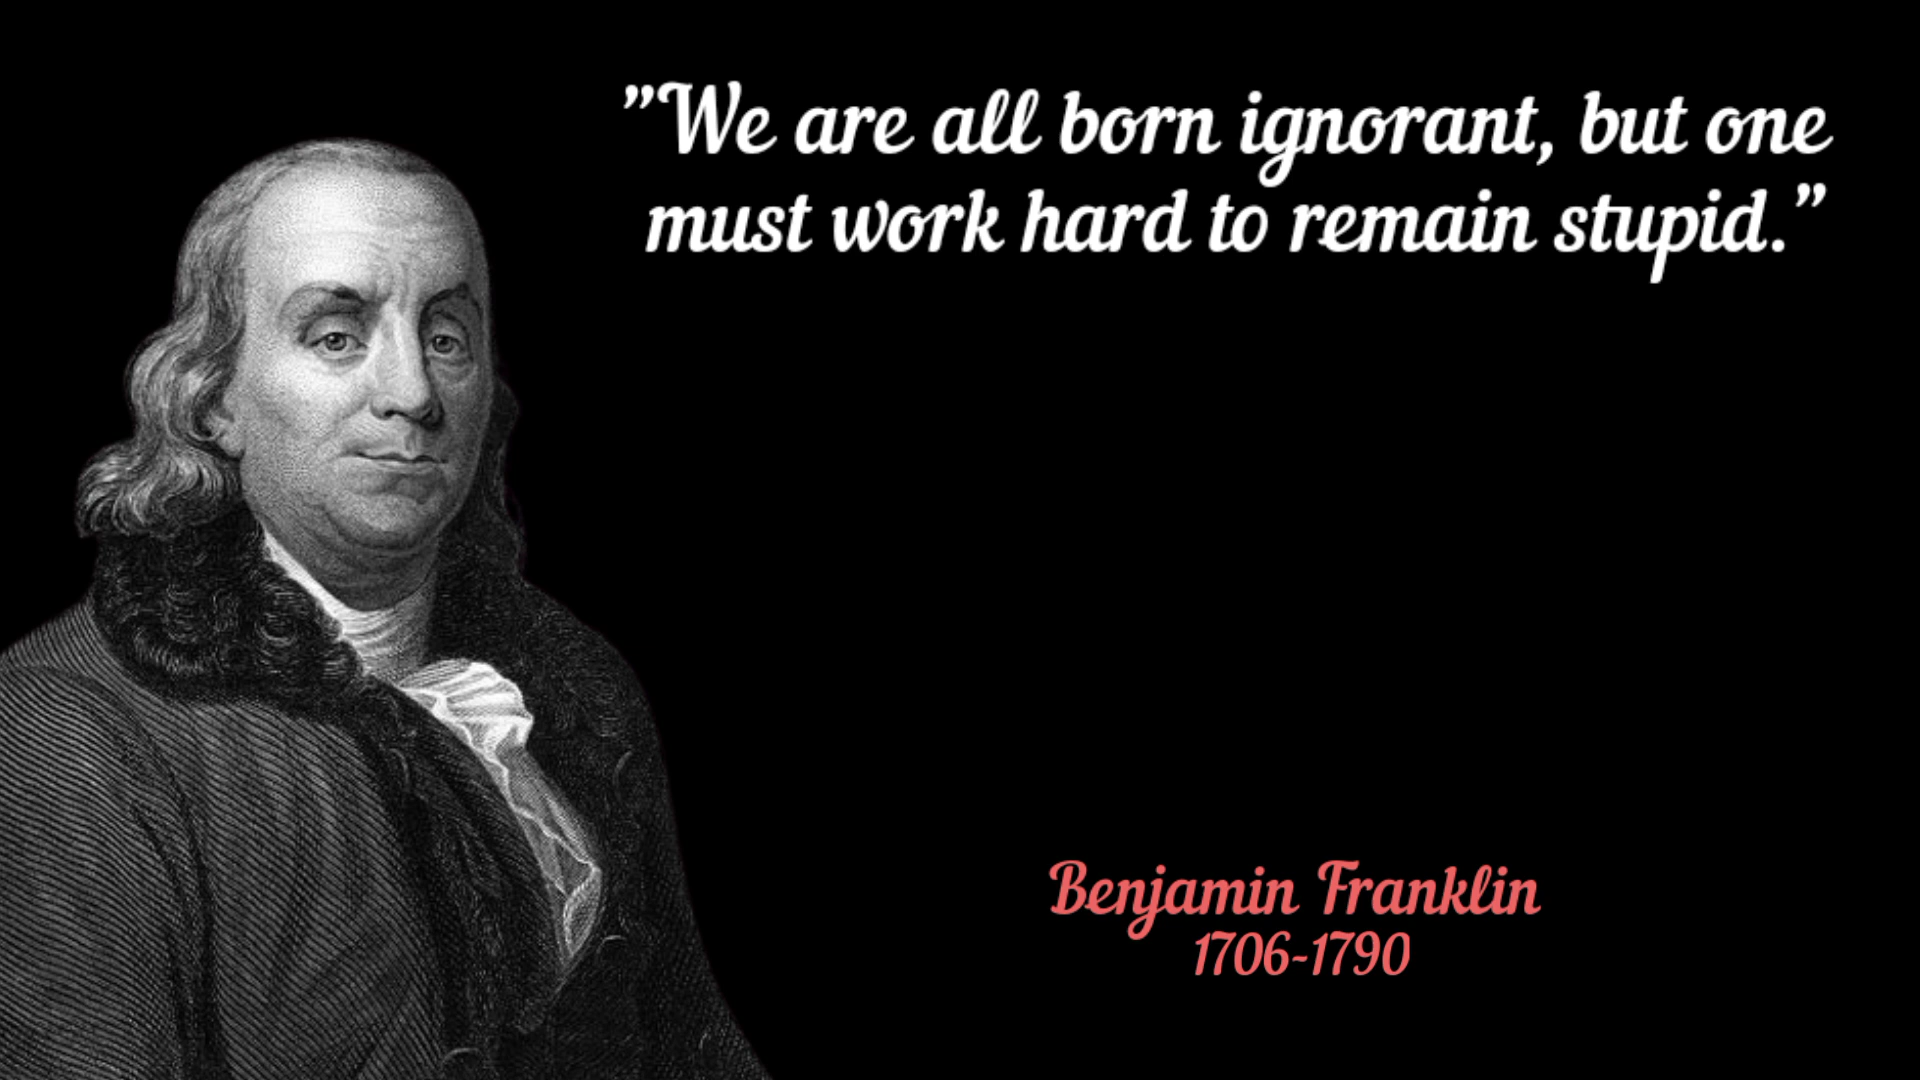 ”We are all born ignorant, but one
must work hard to remain stupid.”
Benjamin Franklin
1706-1790